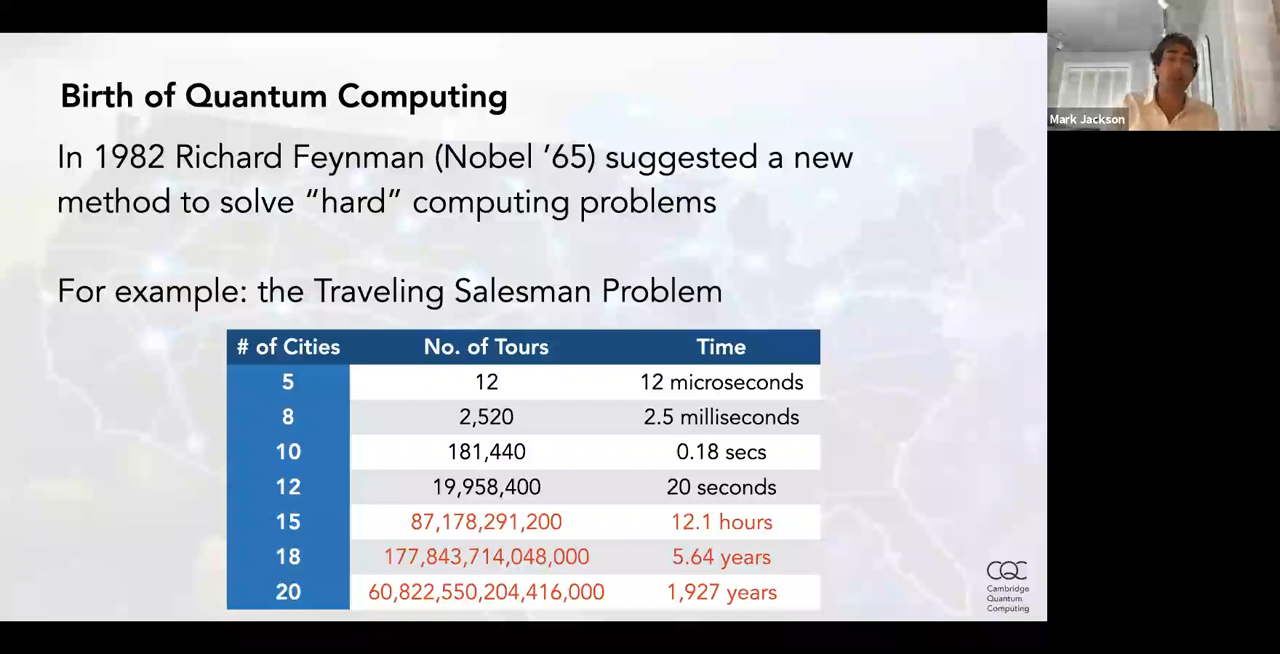 Birth of Quantum Computing
In 1982 Richard Feynman (Nobel ’65) suggested a new
method to solve “hard” computing problems
For example: the Traveling Salesman Problem
# of Cities No. of Tours Time
5 12 12 microseconds
8 2,520 2.5 milliseconds
10 181,440 0.18 secs
12 19,958,400 20 seconds
15 87,178,291,200 12.1 hours
18 177,843,714,048,000 5.64 years
20 60,822,550,204,416,000 1,927 years
CQC
Cambridge
Quantum
Computing
Mark Jackson